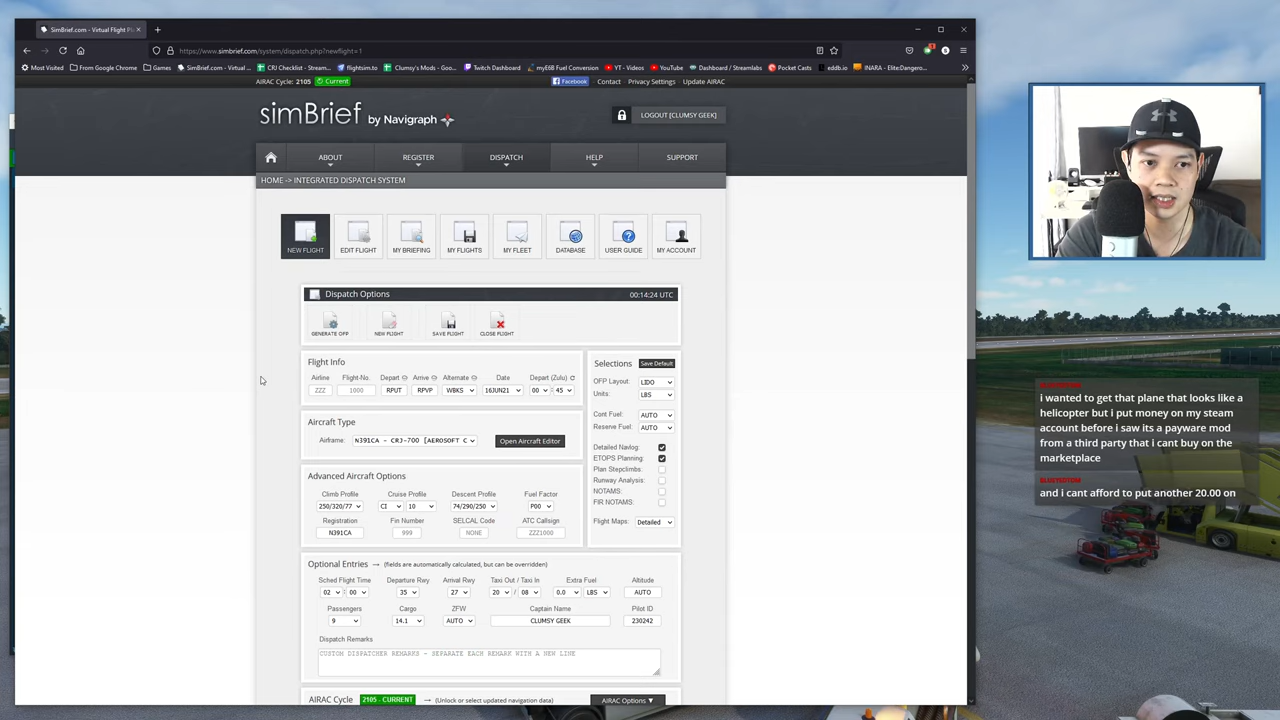 SimBrief.com - Virtual Flight Pl
https://www.simbrief.com/system/dispatch.php?newflight=1
Most Visited From Google Chrome Games SimBrief.com - Virtual ... CRJ Checklist - Stream... flightsim.to Clumsy's Mods - Goo... Twitch Dashboard myE6B Fuel Conversion YT - Videos YouTube Dashboard / Streamlabs Pocket Casts eddb.io INARA - Elite:Dangero...
AIRAC Cycle: 2105 Current Facebook Contact Privacy Settings Update AIRAC
simBrief by Navigraph LOGOUT [CLUMSY GEEK]
ABOUT REGISTER DISPATCH HELP SUPPORT
HOME -> INTEGRATED DISPATCH SYSTEM
NEW FLIGHT EDIT FLIGHT MY BRIEFING MY FLIGHTS MY FLEET DATABASE USER GUIDE MY ACCOUNT
Dispatch Options 00:14:24 UTC
GENERATE OFP NEW FLIGHT SAVE FLIGHT CLOSE FLIGHT
Flight Info
Airline Flight-No. Depart Arrive Alternate Date Depart (Zulu)
ZZZ 1000 RPUT RPVP WBKS 16JUN21 00 : 45
Aircraft Type
Airframe: N391CA - CRJ-700 [AEROSOFT C Open Aircraft Editor
Advanced Aircraft Options
Climb Profile Cruise Profile Descent Profile Fuel Factor
250/320/77 CI 10 74/290/250 P00
Registration Fin Number SELCAL Code ATC Callsign
N391CA 999 NONE ZZZ1000
Selections Save Default
OFP Layout: LIDO
Units: LBS
Cont Fuel: AUTO
Reserve Fuel: AUTO
Detailed Navlog:
ETOPS Planning:
Plan Stepclimbs:
Runway Analysis:
NOTAMS:
FIR NOTAMS:
Flight Maps: Detailed
Optional Entries → (fields are automatically calculated, but can be overridden)
Sched Flight Time Departure Rwy Arrival Rwy Taxi Out / Taxi In Extra Fuel Altitude
02 : 00 35 27 20 / 08 0.0 LBS AUTO
Passengers Cargo ZFW Captain Name Pilot ID
9 14.1 AUTO CLUMSY GEEK 230242
Dispatch Remarks
CUSTOM DISPATCHER REMARKS - SEPARATE EACH REMARK WITH A NEW LINE
AIRAC Cycle 2105 - CURRENT → (Unlock or select updated navigation data) AIRAC Options ▼
i wanted to get that plane that looks like a
helicopter but i put money on my steam
account before i saw its a payware mod
from a third party that i cant buy on the
marketplace
and i cant afford to put another 20.00 on